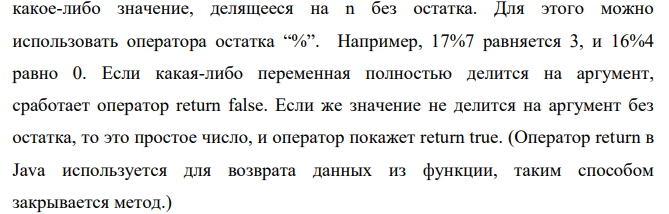 какое-либо значение, делящееся на n без остатка. Для этого можно
использовать оператора остатка “%”. Например, 17%7 равняется 3, и 16%4
равно 0. Если какая-либо переменная полностью делится на аргумент,
сработает оператор return false. Если же значение не делится на аргумент без
остатка, то это простое число, и оператор покажет return true. (Оператор return в
Java используется для возврата данных из функции, таким способом
закрывается метод.)